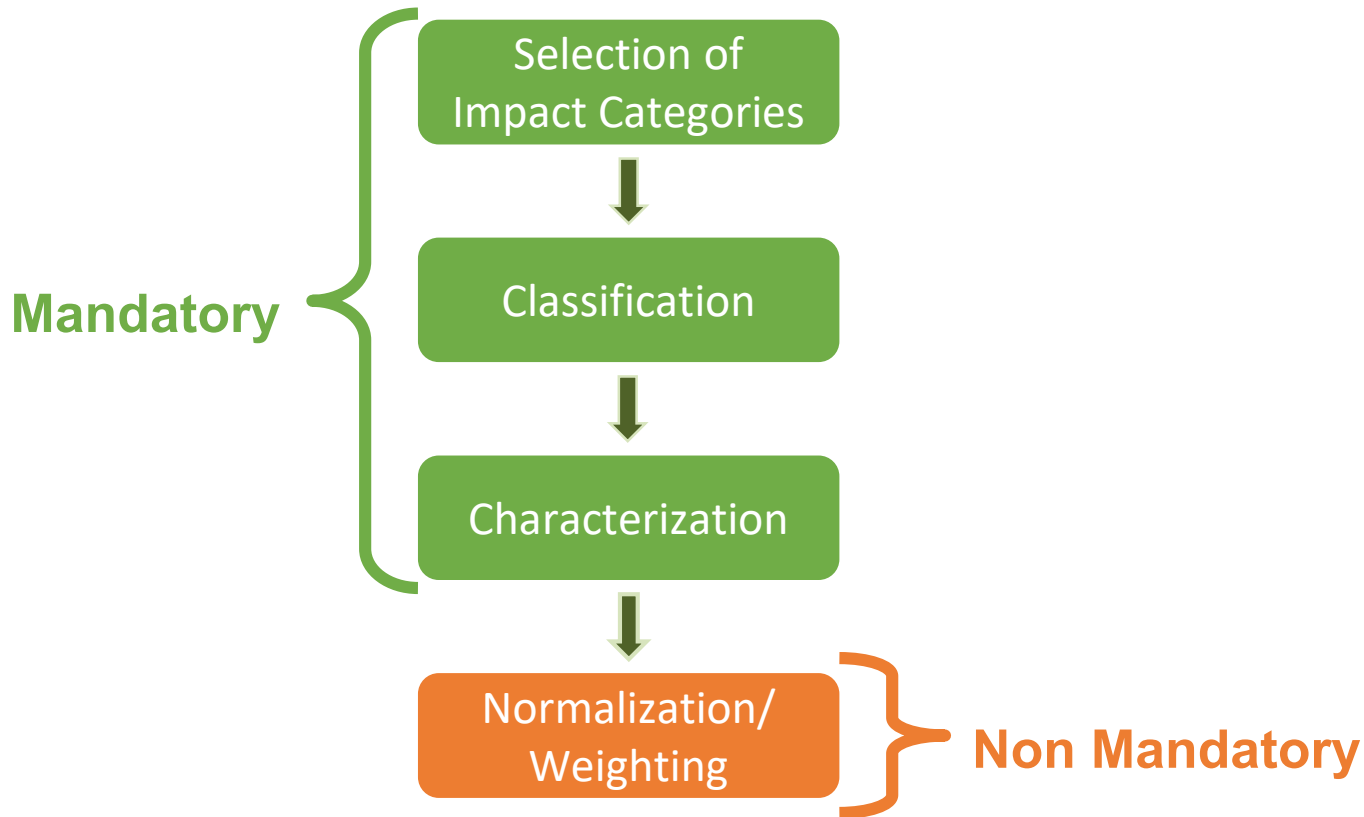 Selection of
Impact Categories
Classification
Mandatory
Characterization
Normalization/
Weighting
Non Mandatory